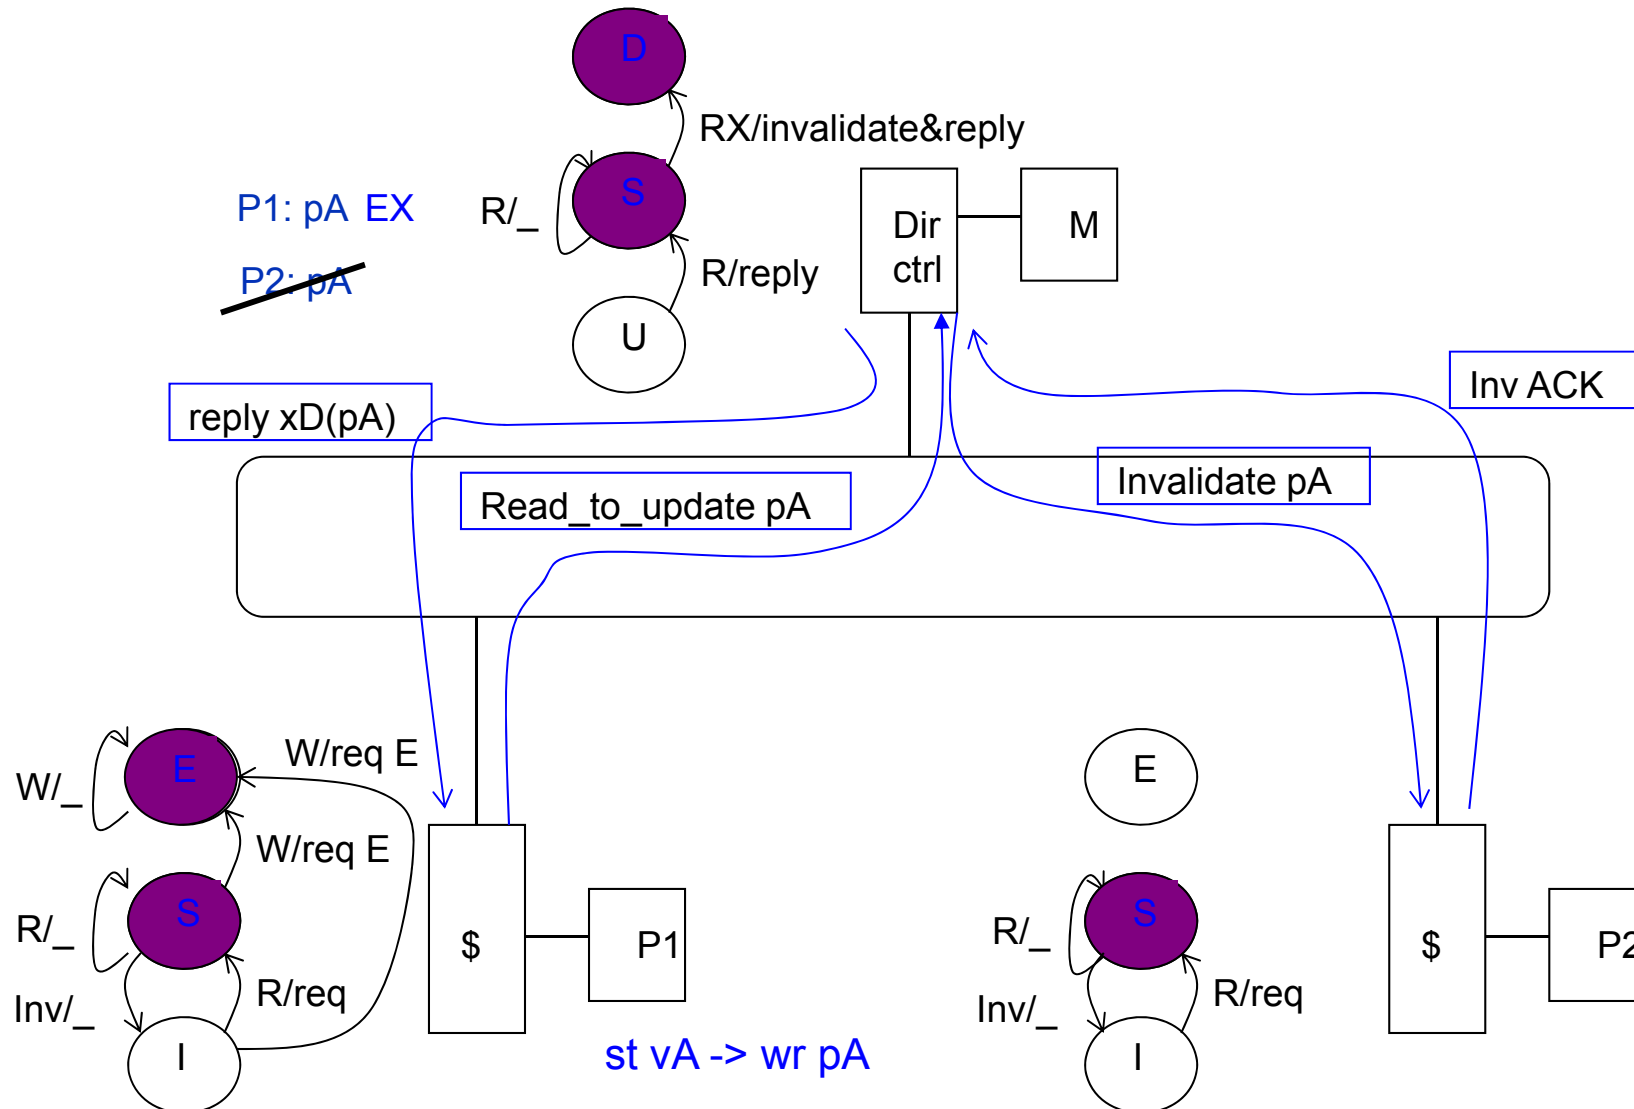 D
RX/invalidate&reply
P1: pA EX
R/_
S
Dir
ctrl
M
P2: pA
R/reply
U
reply xD(pA)
Inv ACK
Read_to_update pA
Invalidate pA
W/_
E
W/req E
W/req E
E
R/_
S
$
P1
R/_
S
$
P2
Inv/_
R/req
Inv/_
R/req
I
st vA -> wr pA
I